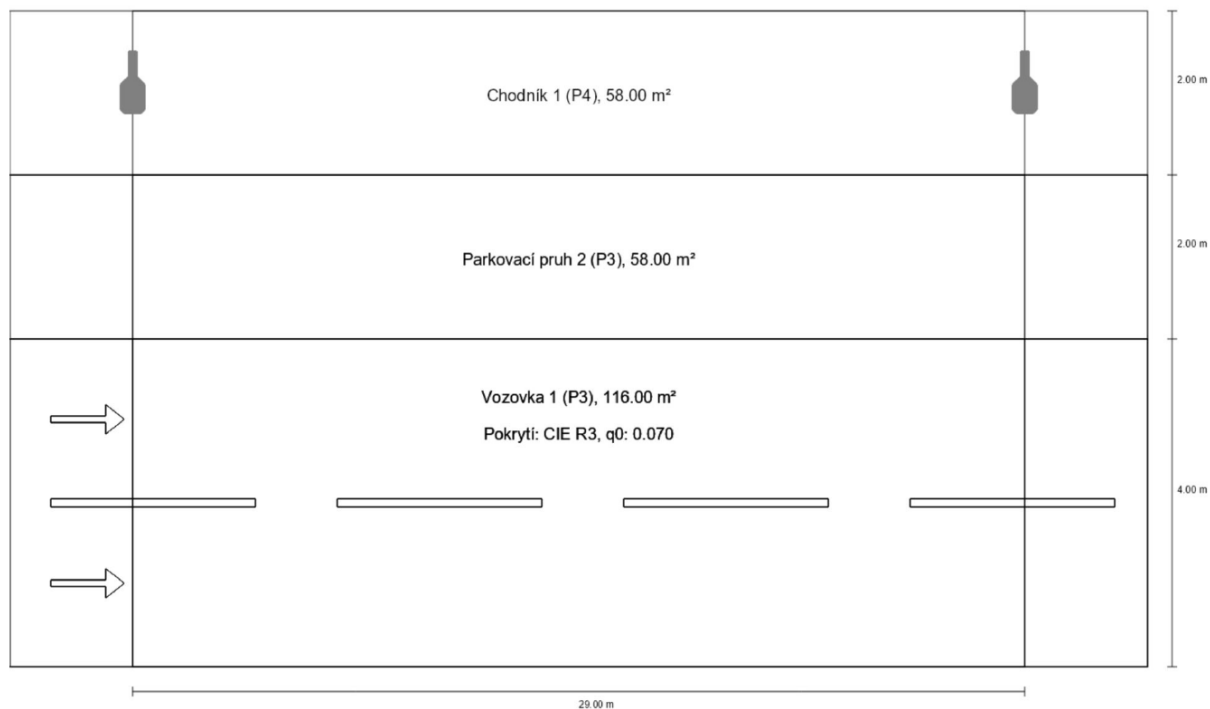 2.00 m
Chodník 1 (P4), 58.00 m²
2.00 m
Parkovací pruh 2 (P3), 58.00 m²
Vozovka 1 (P3), 116.00 m²
Pokrytí: CIE R3, q0: 0.070
4.00 m
29.00 m